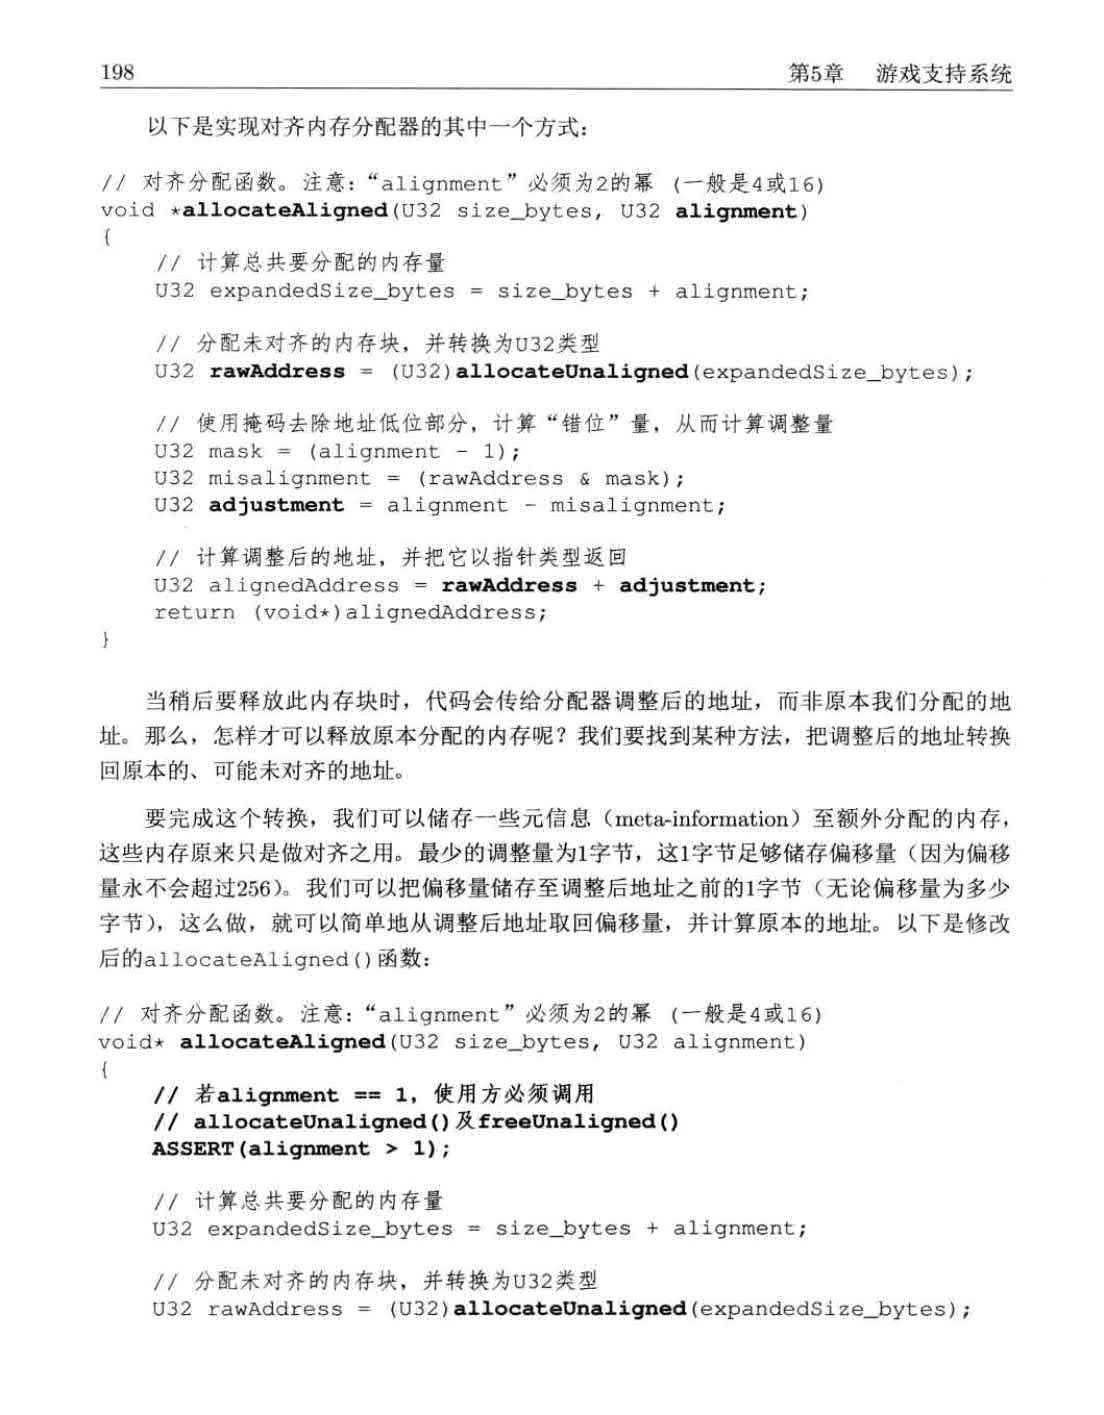 198
第5章 游戏支持系统
以下是实现对齐内存分配器的其中一个方式：
// 对齐分配函数。注意：“alignment”必须为2的幂 (一般是4或16)
void *allocateAligned(U32 size_bytes, U32 alignment)
{
// 计算总共要分配的内存量
U32 expandedSize_bytes = size_bytes + alignment;
// 分配未对齐的内存块，并转换为U32类型
U32 rawAddress = (U32)allocateUnaligned(expandedSize_bytes);
// 使用掩码去除地址低位部分，计算“错位”量，从而计算调整量
U32 mask = (alignment - 1);
U32 misalignment = (rawAddress & mask);
U32 adjustment = alignment - misalignment;
// 计算调整后的地址，并把它以指针类型返回
U32 alignedAddress = rawAddress + adjustment;
return (void*)alignedAddress;
}
当稍后要释放此内存块时，代码会传给分配器调整后的地址，而非原本我们分配的地
址。那么，怎样才可以释放原本分配的内存呢？我们要找到某种方法，把调整后的地址转换
回原本的、可能未对齐的地址。
要完成这个转换，我们可以储存一些元信息（meta-information）至额外分配的内存，
这些内存原来只是做对齐之用。最少的调整量为1字节，这1字节足够储存偏移量（因为偏移
量永不会超过256）。我们可以把偏移量储存至调整后地址之前的1字节（无论偏移量为多少
字节），这么做，就可以简单地从调整后地址取回偏移量，并计算原本的地址。以下是修改
后的allocateAligned()函数：
// 对齐分配函数。注意：“alignment”必须为2的幂 (一般是4或16)
void* allocateAligned(U32 size_bytes, U32 alignment)
{
// 若alignment == 1，使用方必须调用
// allocateUnaligned()及freeUnaligned()
ASSERT(alignment > 1);
// 计算总共要分配的内存量
U32 expandedSize_bytes = size_bytes + alignment;
// 分配未对齐的内存块，并转换为U32类型
U32 rawAddress = (U32)allocateUnaligned(expandedSize_bytes);